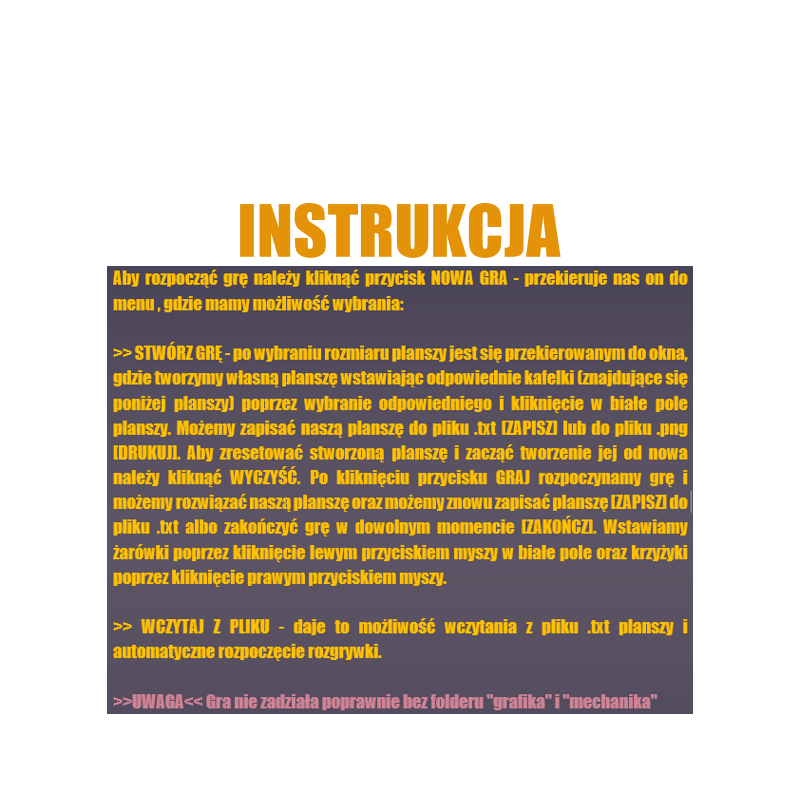 INSTRUKCJA
Aby rozpocząć grę należy kliknąć przycisk NOWA GRA - przekieruje nas on do
menu , gdzie mamy możliwość wybrania:
>> STWÓRZ GRĘ - po wybraniu rozmiaru planszy jest się przekierowanym do okna,
gdzie tworzymy własną planszę wstawiając odpowiednie kafelki (znajdujące się
poniżej planszy) poprzez wybranie odpowiedniego i kliknięcie w białe pole
planszy. Możemy zapisać naszą planszę do pliku .txt [ZAPISZ] lub do pliku .png
[DRUKUJ]. Aby zresetować stworzoną planszę i zacząć tworzenie jej od nowa
należy kliknąć WYCZYŚĆ. Po kliknięciu przycisku GRAJ rozpoczynamy grę i
możemy rozwiązać naszą planszę oraz możemy znowu zapisać planszę [ZAPISZ] do
pliku .txt albo zakończyć grę w dowolnym momencie [ZAKOŃCZ]. Wstawiamy
żarówki poprzez kliknięcie lewym przyciskiem myszy w białe pole oraz krzyżyki
poprzez kliknięcie prawym przyciskiem myszy.
>> WCZYTAJ Z PLIKU - daje to możliwość wczytania z pliku .txt planszy i
automatyczne rozpoczęcie rozgrywki.
>>UWAGA<< Gra nie zadziała poprawnie bez folderu "grafika" i "mechanika"